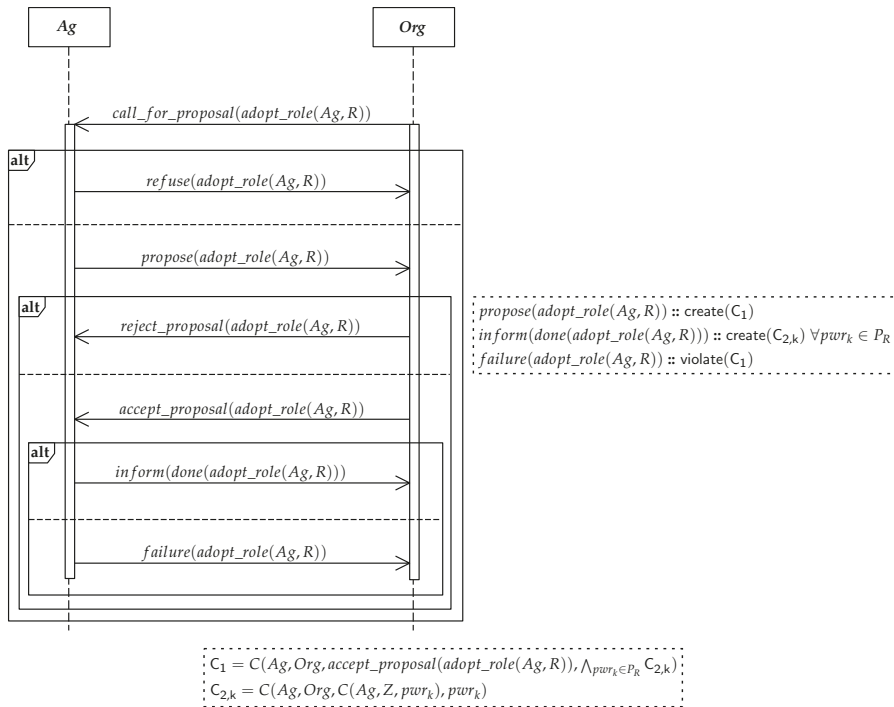 Ag
Org
call_for_proposal(adopt_role(Ag, R))
alt
refuse(adopt_role(Ag, R))
propose(adopt_role(Ag, R))
alt
reject_proposal(adopt_role(Ag, R))
propose(adopt_role(Ag, R)) :: create(C₁)
inform(done(adopt_role(Ag, R))) :: create(C₂,ₖ) ∀pwrₖ ∈ P_R
failure(adopt_role(Ag, R)) :: violate(C₁)
accept_proposal(adopt_role(Ag, R))
alt
inform(done(adopt_role(Ag, R)))
failure(adopt_role(Ag, R))
C₁ = C(Ag, Org, accept_proposal(adopt_role(Ag, R)), ⋀_{pwrₖ∈P_R} C₂,ₖ)
C₂,ₖ = C(Ag, Org, C(Ag, Z, pwrₖ), pwrₖ)